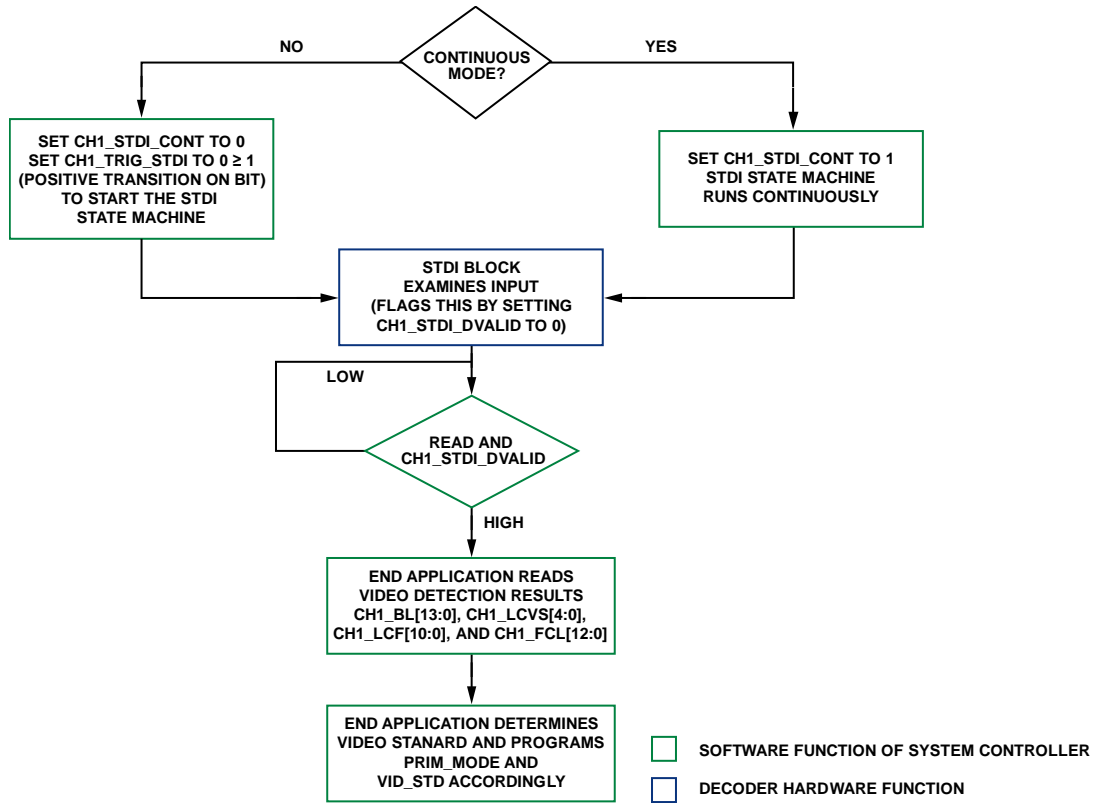 CONTINUOUS
MODE?
NO
YES
SET CH1_STDI_CONT TO 0
SET CH1_TRIG_STDI TO 0 ≥ 1
(POSITIVE TRANSITION ON BIT)
TO START THE STDI
STATE MACHINE
SET CH1_STDI_CONT TO 1
STDI STATE MACHINE
RUNS CONTINUOUSLY
STDI BLOCK
EXAMINES INPUT
(FLAGS THIS BY SETTING
CH1_STDI_DVALID TO 0)
LOW
READ AND
CH1_STDI_DVALID
HIGH
END APPLICATION READS
VIDEO DETECTION RESULTS
CH1_BL[13:0], CH1_LCVS[4:0],
CH1_LCF[10:0], AND CH1_FCL[12:0]
END APPLICATION DETERMINES
VIDEO STANARD AND PROGRAMS
PRIM_MODE AND
VID_STD ACCORDINGLY
SOFTWARE FUNCTION OF SYSTEM CONTROLLER
DECODER HARDWARE FUNCTION